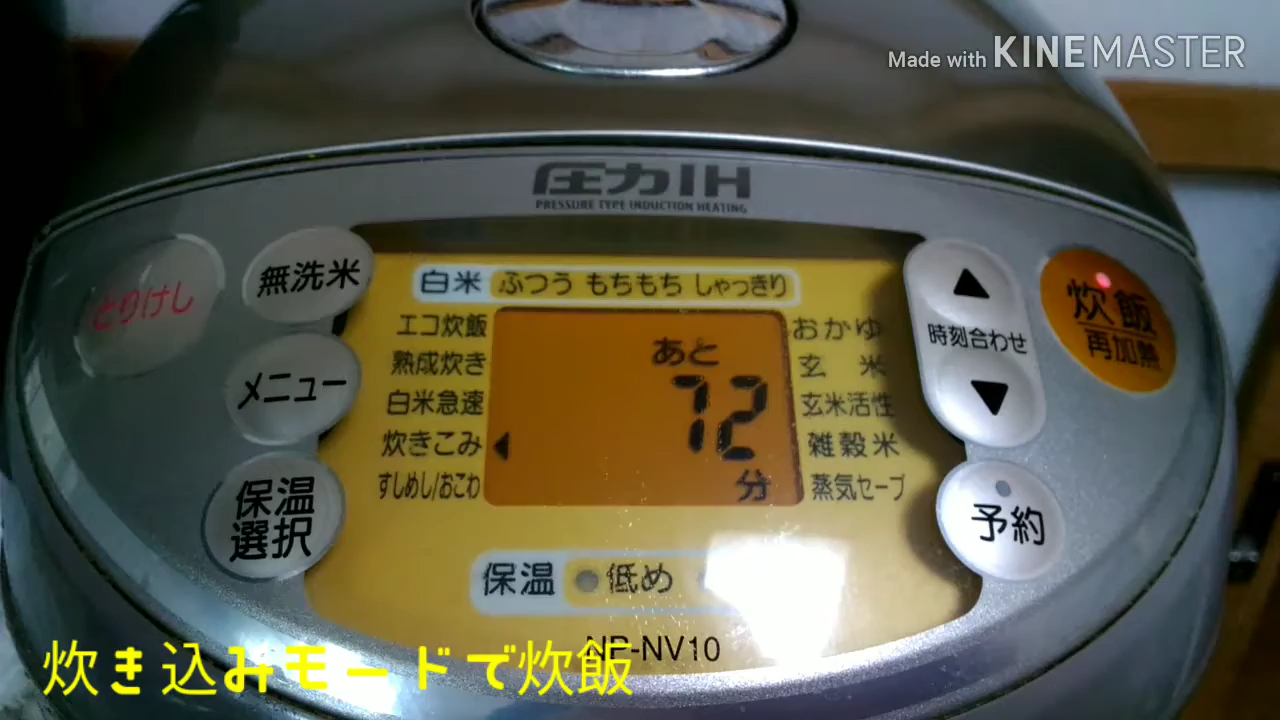 Made with KINEMASTER
圧力IH
PRESSURE TYPE INDUCTION HEATING
とりけし
無洗米
メニュー
保温
選択
白米 ふつう もちもち しゃっきり
エコ炊飯
熟成炊き
白米急速
炊きこみ
すしめし/おこわ
あと
72
分
おかゆ
玄米
玄米活性
雑穀米
蒸気セーブ
時刻合わせ
炊飯
再加熱
予約
保温 低め
NP-NV10
炊き込みモードで炊飯